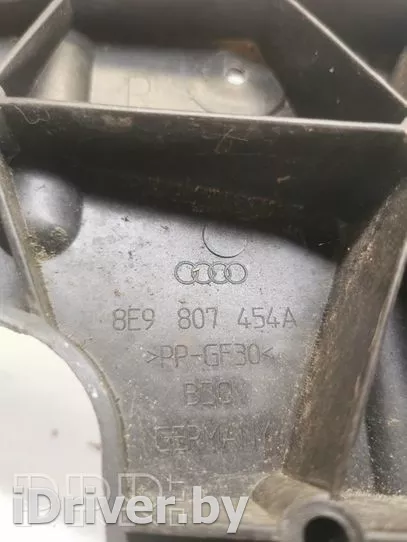 8E9 807 454A
>PP-GF30<
GERMANY
iDriver.by